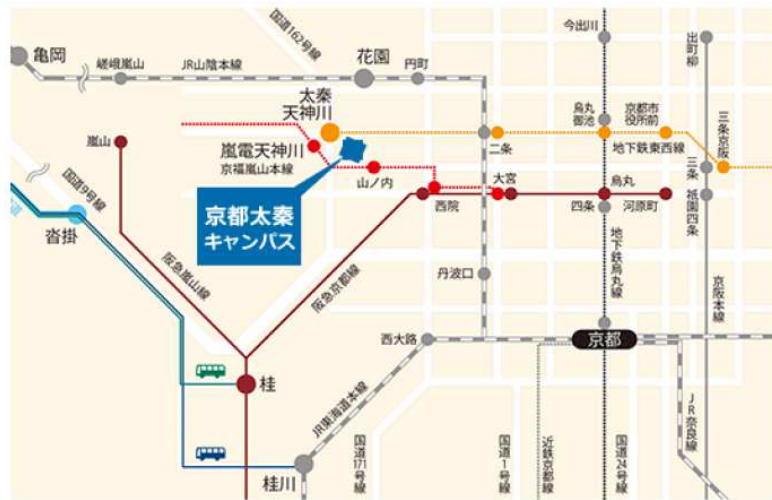 国道162号線
今出川
出町柳
亀岡
嵯峨嵐山
JR山陰本線
花園
円町
太秦
天神川
烏丸
御池
京都市
役所前
三条京阪
嵐山
嵐電天神川
京福嵐山本線
二条
地下鉄東西線
国道9号線
山ノ内
大宮
烏丸
三条
京都太秦
キャンパス
西院
四条
河原町
祇園四条
沓掛
阪急嵐山線
阪急京都線
丹波口
地下鉄烏丸線
京阪本線
西大路
京都
桂
JR東海道本線
JR奈良線
桂川
国道171号線
国道1号線
近鉄京都線
国道24号線